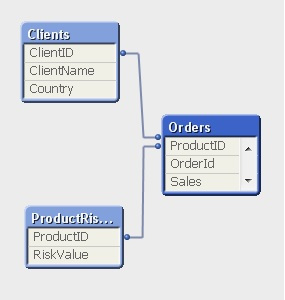 Clients
ClientID
ClientName
Country
Orders
ProductID
OrderId
Sales
ProductRis...
ProductID
RiskValue